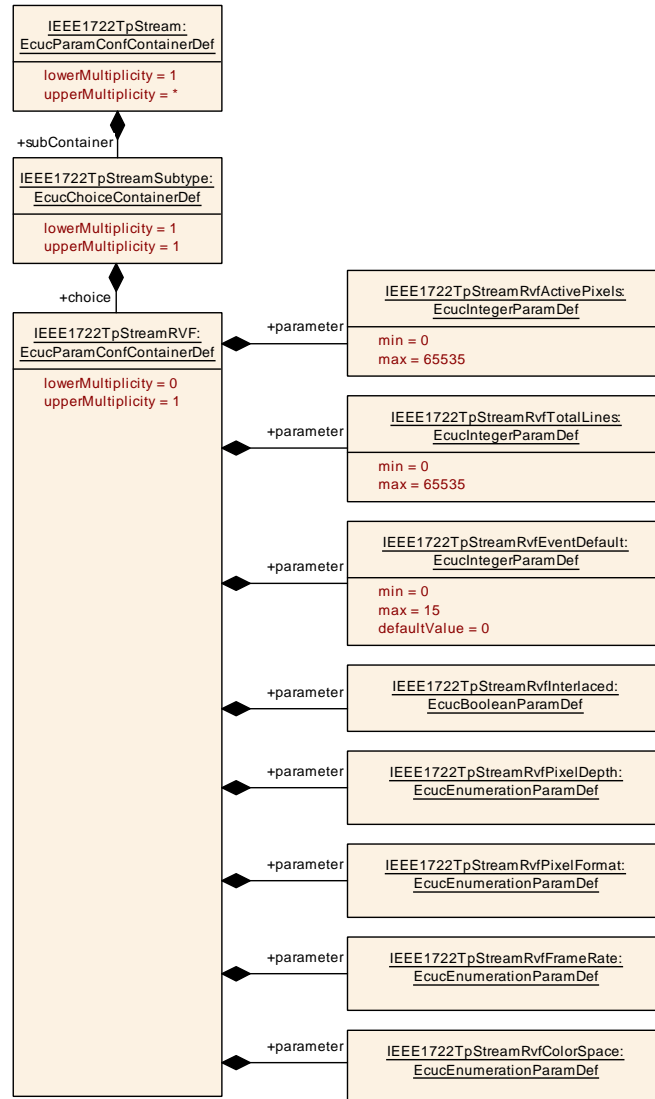 IEEE1722TpStream:
EcucParamConfContainerDef
lowerMultiplicity = 1
upperMultiplicity = *
+subContainer
IEEE1722TpStreamSubtype:
EcucChoiceContainerDef
lowerMultiplicity = 1
upperMultiplicity = 1
+choice
IEEE1722TpStreamRVF:
EcucParamConfContainerDef
lowerMultiplicity = 0
upperMultiplicity = 1
+parameter
IEEE1722TpStreamRvfActivePixels:
EcucIntegerParamDef
min = 0
max = 65535
+parameter
IEEE1722TpStreamRvfTotalLines:
EcucIntegerParamDef
min = 0
max = 65535
+parameter
IEEE1722TpStreamRvfEventDefault:
EcucIntegerParamDef
min = 0
max = 15
defaultValue = 0
+parameter
IEEE1722TpStreamRvfInterlaced:
EcucBooleanParamDef
+parameter
IEEE1722TpStreamRvfPixelDepth:
EcucEnumerationParamDef
+parameter
IEEE1722TpStreamRvfPixelFormat:
EcucEnumerationParamDef
+parameter
IEEE1722TpStreamRvfFrameRate:
EcucEnumerationParamDef
+parameter
IEEE1722TpStreamRvfColorSpace:
EcucEnumerationParamDef